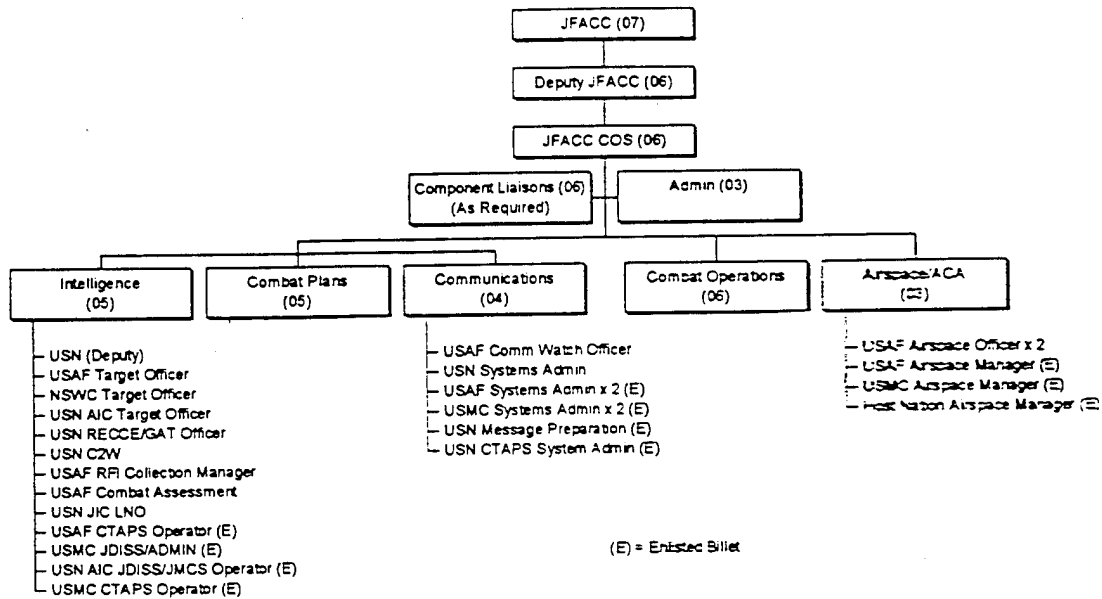 JFACC (07)
Deputy JFACC (06)
JFACC COS (06)
Component Liaisons (06)
(As Required)
Admin (03)
Intelligence
(05)
Combat Plans
(05)
Communications
(04)
Combat Operations
(06)
Airspace/ACA
USN (Deputy)
USAF Target Officer
NSWC Target Officer
USN AIC Target Officer
USN RECCE/GAT Officer
USN C2W
USAF RFI Collection Manager
USAF Combat Assessment
USN JIC LNO
USAF CTAPS Operator (E)
USMC JDISS/ADMIN (E)
USN AIC JDISS/JMCS Operator (E)
USMC CTAPS Operator (E)
USAF Comm Watch Officer
USN Systems Admin
USAF Systems Admin x 2 (E)
USMC Systems Admin x 2 (E)
USN Message Preparation (E)
USN CTAPS System Admin (E)
USAF Airspace Officer x 2
USAF Airspace Manager (E)
USMC Airspace Manager (E)
Host Nation Airspace Manager (E)
(E) = Enlisted Billet